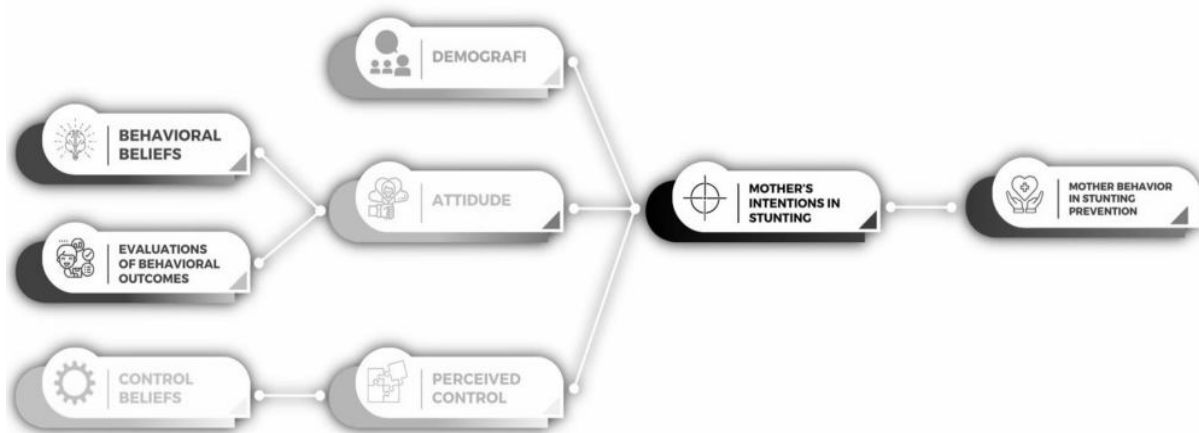 DEMOGRAFI
BEHAVIORAL
BELIEFS
ATTIDUDE
EVALUATIONS
OF BEHAVIORAL
OUTCOMES
CONTROL
BELIEFS
PERCEIVED
CONTROL
MOTHER'S
INTENTIONS IN
STUNTING
MOTHER BEHAVIOR
IN STUNTING
PREVENTION